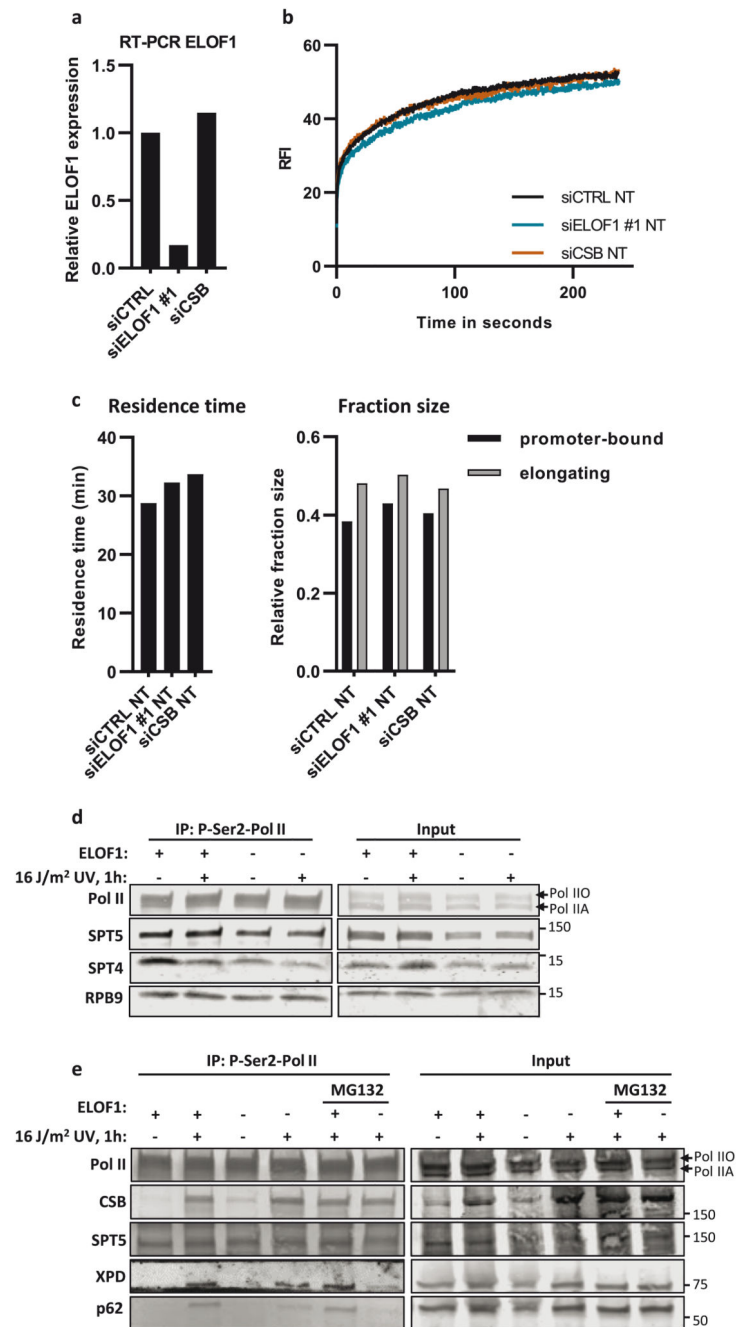 a
RT-PCR ELOF1
Relative ELOF1 expression
1.5
1.0
0.5
0.0
siCTRL
siELOF1 #1
siCSB
b
RFI
60
40
20
0
0 100 200
Time in seconds
siCTRL NT
siELOF1 #1 NT
siCSB NT
c
Residence time
Residence time (min)
40
30
20
10
0
siCTRL NT
siELOF1 #1 NT
siCSB NT
Fraction size
Relative fraction size
0.6
0.4
0.2
0.0
siCTRL NT
siELOF1 #1 NT
siCSB NT
promoter-bound
elongating
d
IP: P-Ser2-Pol II Input
ELOF1: + + - - + + - -
16 J/m² UV, 1h: - + - + - + - +
Pol II Pol IIO
Pol IIA
SPT5 150
SPT4 15
RPB9 15
e
IP: P-Ser2-Pol II Input
MG132 MG132
ELOF1: + + - - + - + + - - + -
16 J/m² UV, 1h: - + - + + + - + - + + +
Pol II Pol IIO
Pol IIA
CSB 150
SPT5 150
XPD 75
p62 50